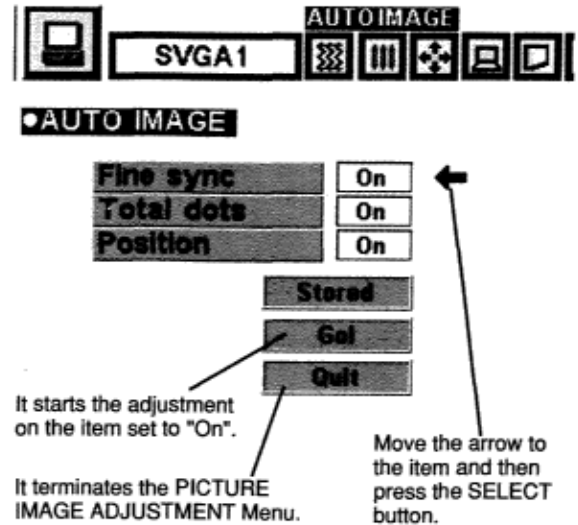 AUTO IMAGE
SVGA1
•AUTO IMAGE
Fine sync On
Total dots On
Position On
Stored
Go!
Quit
It starts the adjustment
on the item set to "On".
It terminates the PICTURE
IMAGE ADJUSTMENT Menu.
Move the arrow to
the item and then
press the SELECT
button.